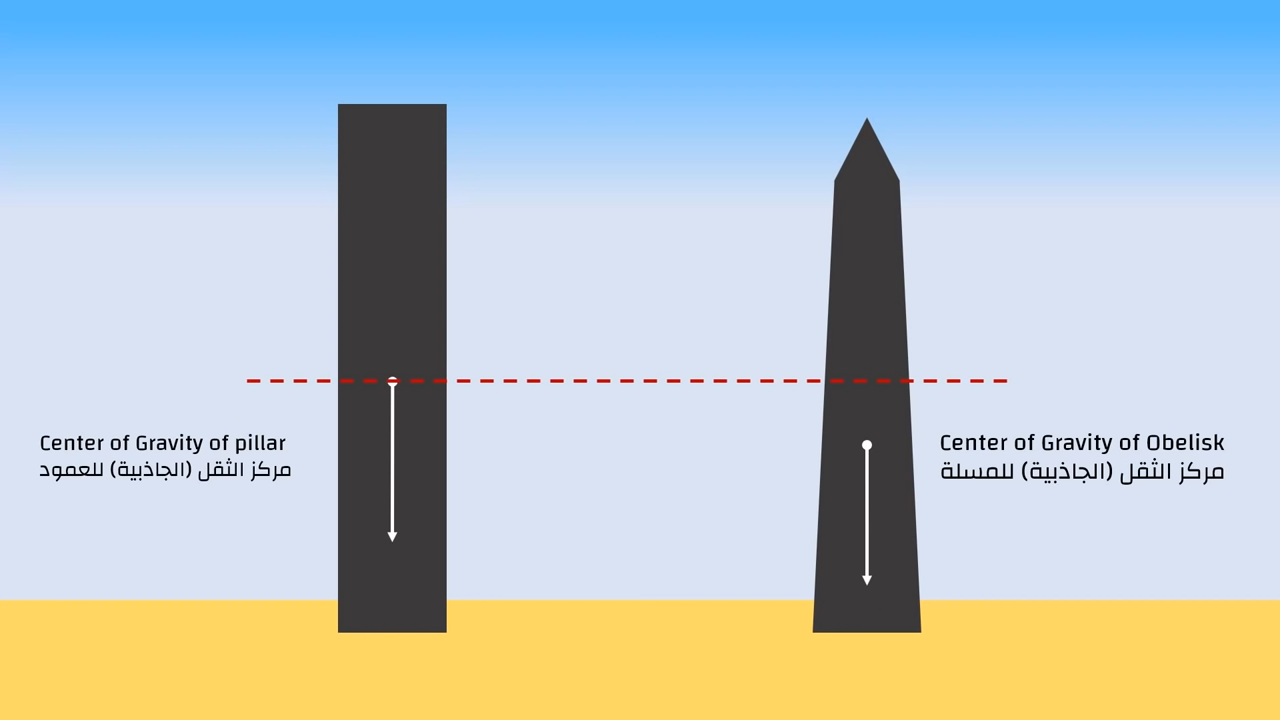 Center of Gravity of pillar
مركز الثقل (الجاذبية) للعمود
Center of Gravity of Obelisk
مركز الثقل (الجاذبية) للمسلة